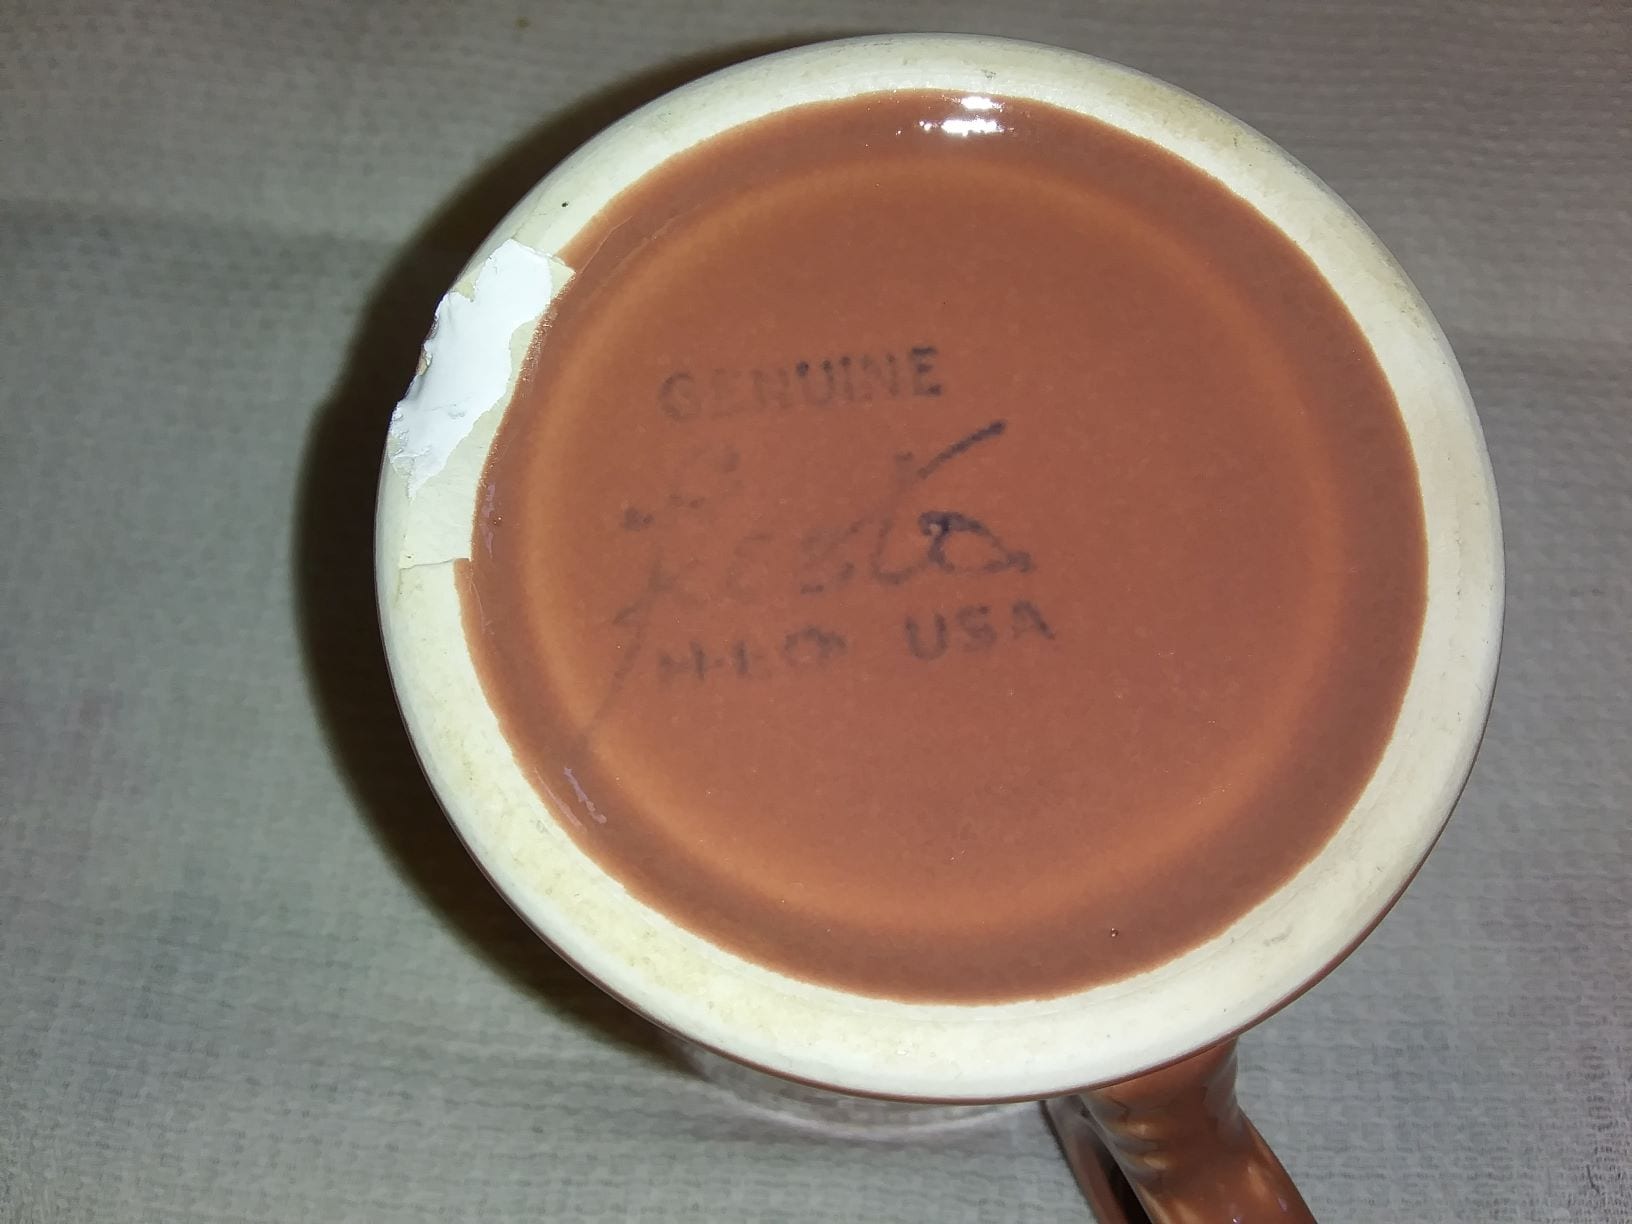 GENUINE
fiesta
HLCo USA